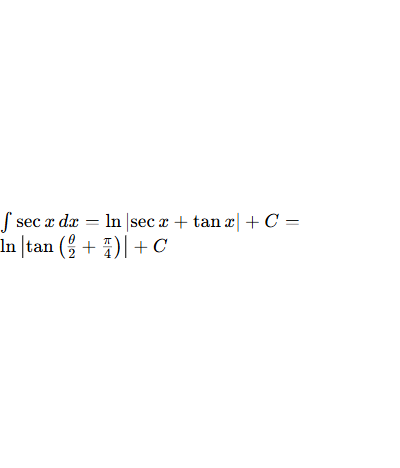 ∫ sec x dx = ln |sec x + tan x| + C =
ln |tan (θ/2 + π/4)| + C